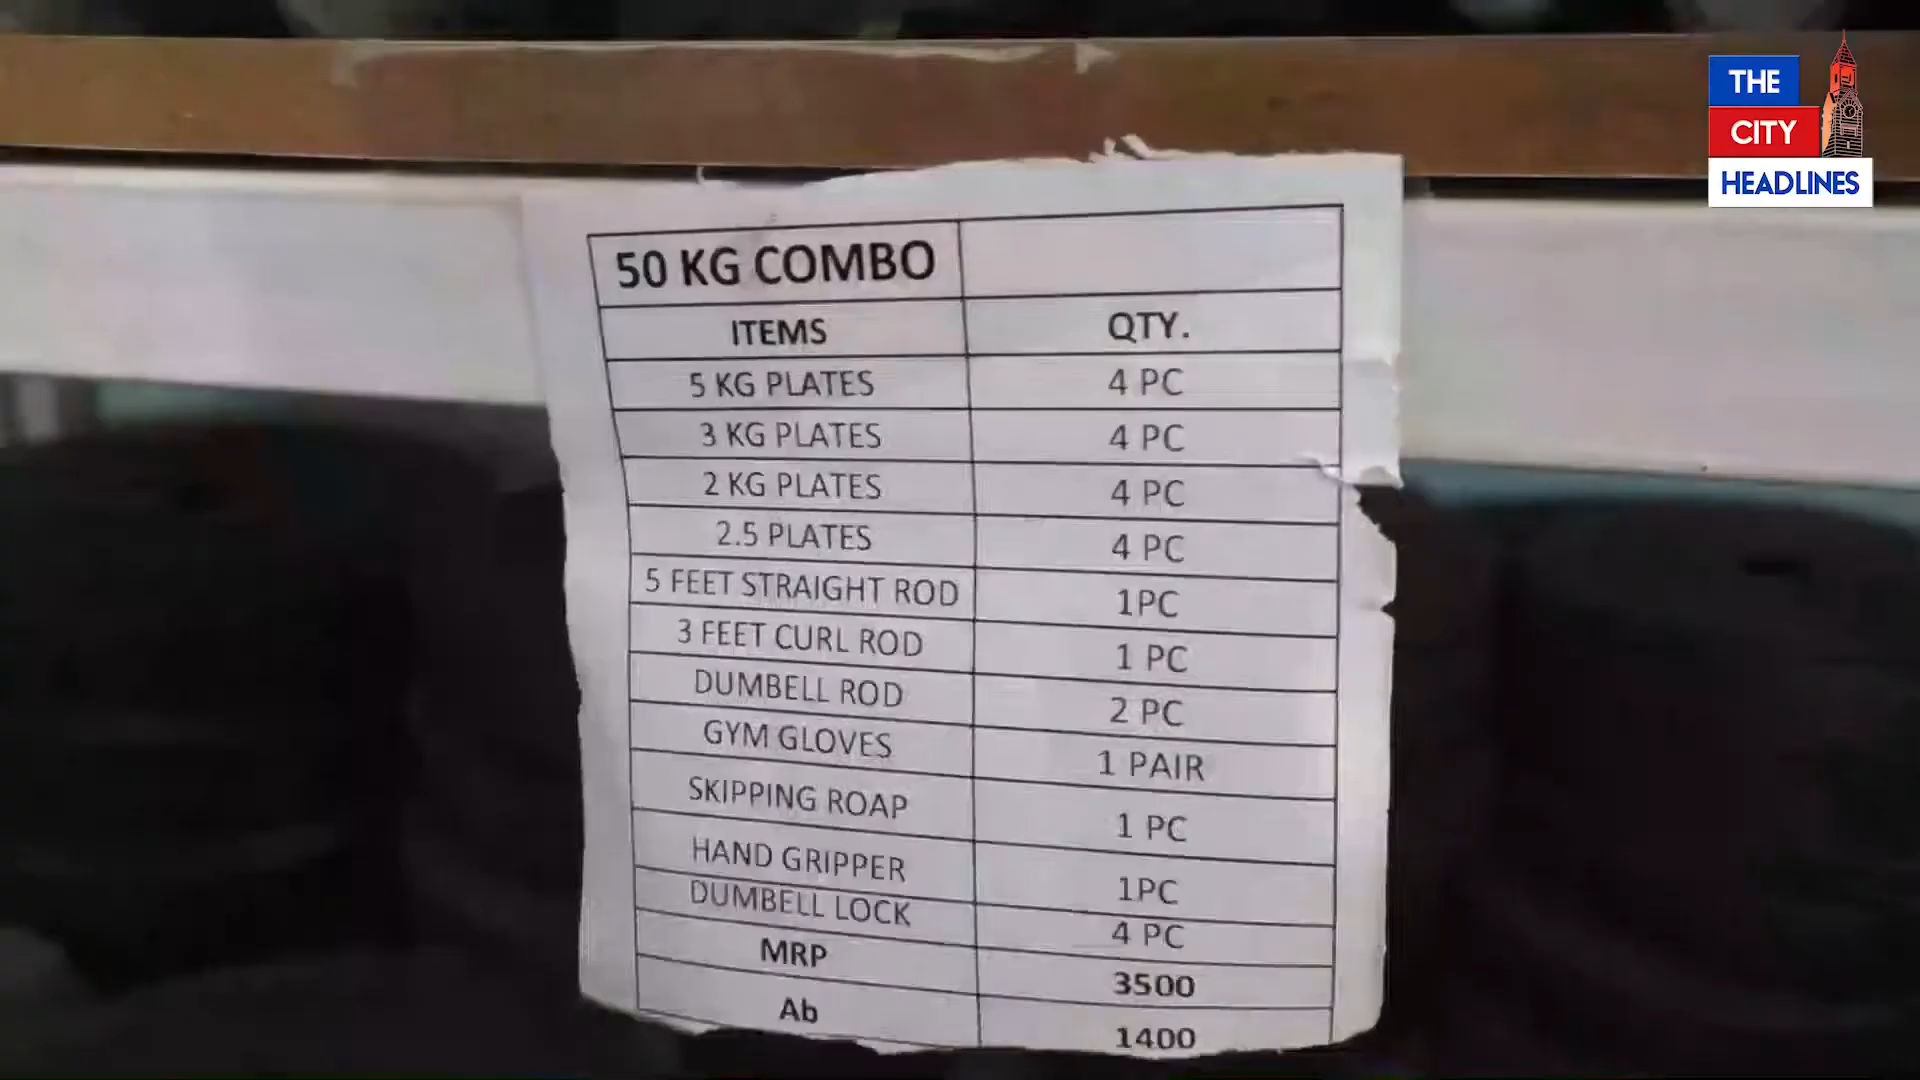 THE
CITY
HEADLINES
50 KG COMBO
ITEMS QTY.
5 KG PLATES 4 PC
3 KG PLATES 4 PC
2 KG PLATES 4 PC
2.5 PLATES 4 PC
5 FEET STRAIGHT ROD 1PC
3 FEET CURL ROD 1 PC
DUMBELL ROD 2 PC
GYM GLOVES 1 PAIR
SKIPPING ROAP 1 PC
HAND GRIPPER 1PC
DUMBELL LOCK 4 PC
MRP 3500
Ab 1400